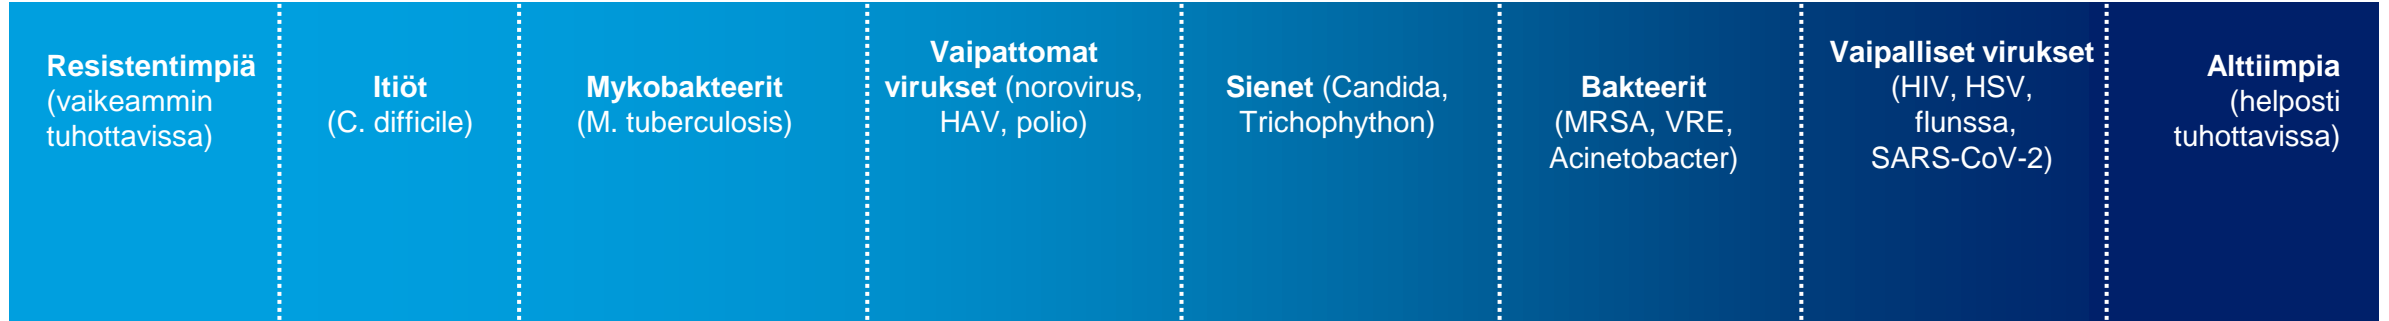 Resistentimpiä
(vaikeammin
tuhottavissa)
Itiöt
(C. difficile)
Mykobakteerit
(M. tuberculosis)
Vaipattomat
virukset (norovirus,
HAV, polio)
Sienet (Candida,
Trichophython)
Bakteerit
(MRSA, VRE,
Acinetobacter)
Vaipalliset virukset
(HIV, HSV,
flunssa,
SARS-CoV-2)
Alttiimpia
(helposti
tuhottavissa)